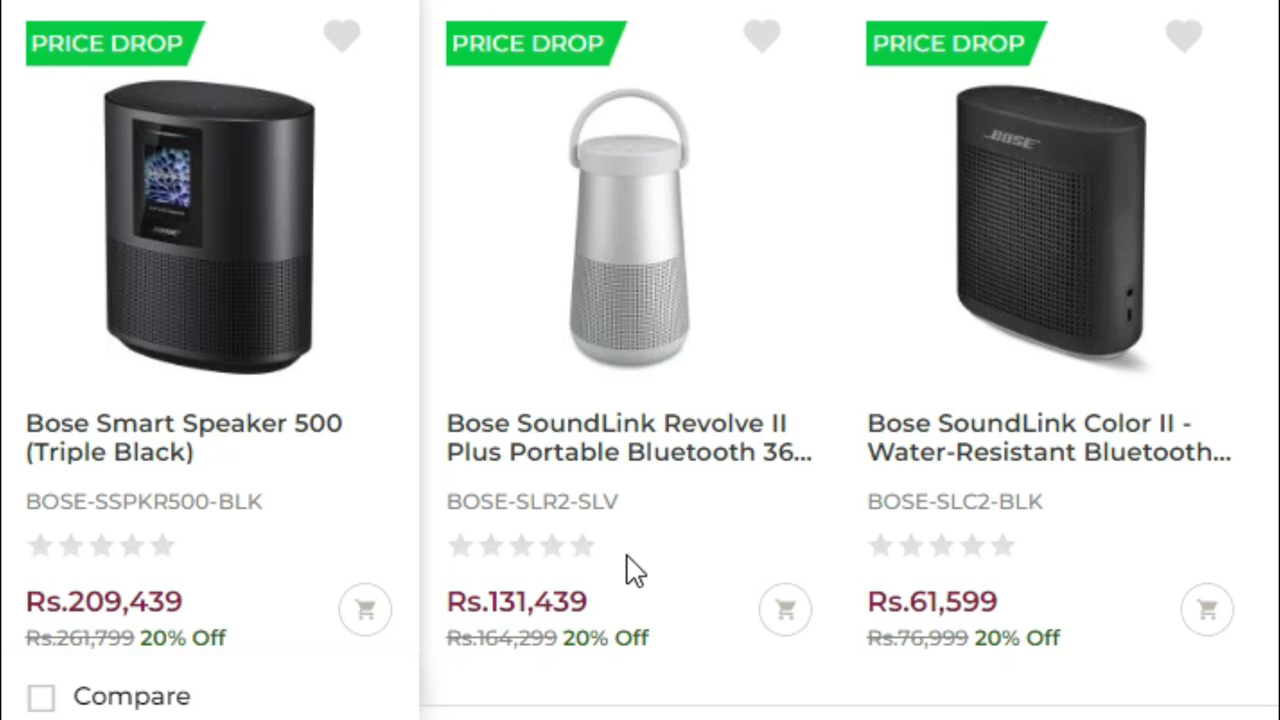 PRICE DROP
PRICE DROP
PRICE DROP
BOSE
Bose Smart Speaker 500
(Triple Black)
BOSE-SSPKR500-BLK
Rs.209,439
Rs.261,799 20% Off
Compare
Bose SoundLink Revolve II
Plus Portable Bluetooth 36...
BOSE-SLR2-SLV
Rs.131,439
Rs.164,299 20% Off
Bose SoundLink Color II -
Water-Resistant Bluetooth...
BOSE-SLC2-BLK
Rs.61,599
Rs.76,999 20% Off